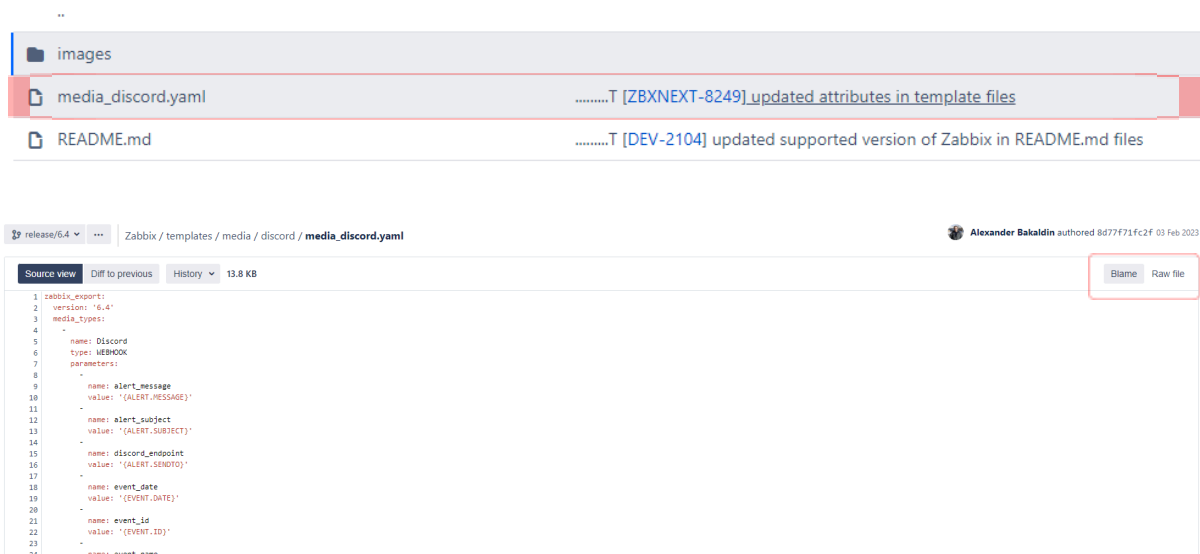 ..
images
media_discord.yaml .........T [ZBXNEXT-8249] updated attributes in template files
README.md .........T [DEV-2104] updated supported version of Zabbix in README.md files
release/6.4 ... Zabbix / templates / media / discord / media_discord.yaml Alexander Bakaldin authored 8d77f71fc2f 03 Feb 2023
Source view Diff to previous History 13.8 KB Blame Raw file
1 zabbix_export:
2 version: '6.4'
3 media_types:
4 -
5 name: Discord
6 type: WEBHOOK
7 parameters:
8 -
9 name: alert_message
10 value: '{ALERT.MESSAGE}'
11 -
12 name: alert_subject
13 value: '{ALERT.SUBJECT}'
14 -
15 name: discord_endpoint
16 value: '{ALERT.SENDTO}'
17 -
18 name: event_date
19 value: '{EVENT.DATE}'
20 -
21 name: event_id
22 value: '{EVENT.ID}'
23 -
24 name: event_name